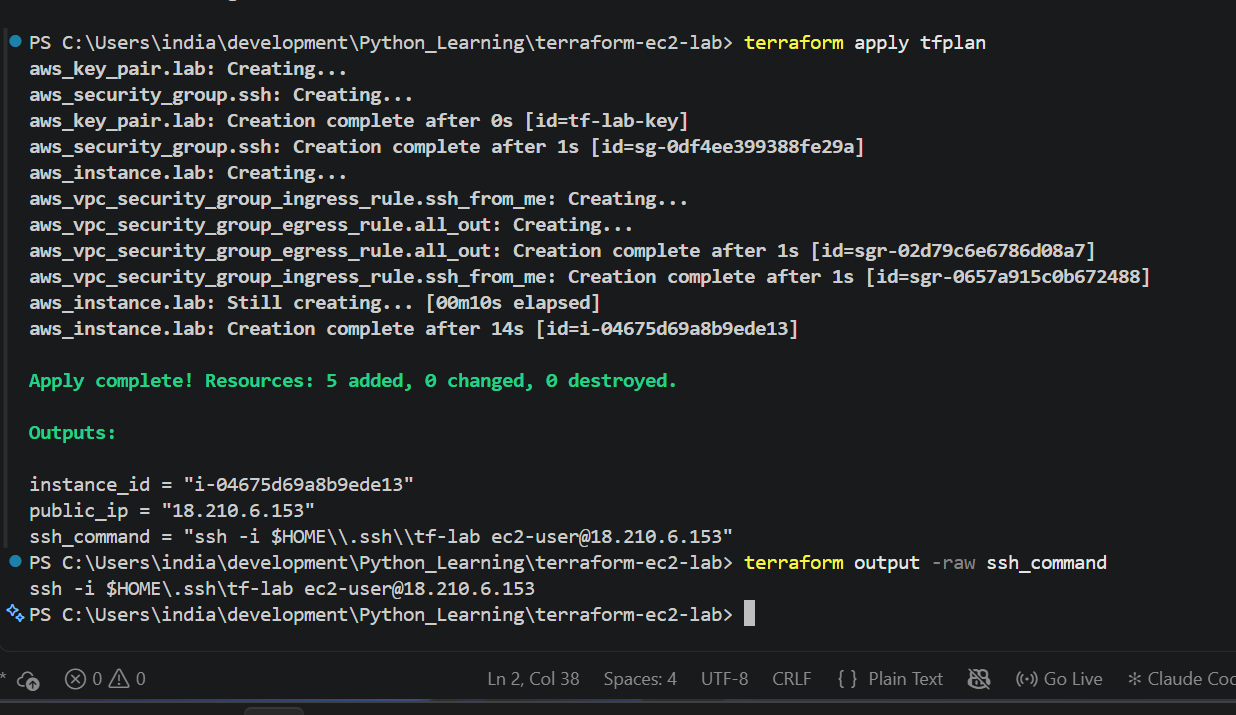 PS C:\Users\india\development\Python_Learning\terraform-ec2-lab> terraform apply tfplan
aws_key_pair.lab: Creating...
aws_security_group.ssh: Creating...
aws_key_pair.lab: Creation complete after 0s [id=tf-lab-key]
aws_security_group.ssh: Creation complete after 1s [id=sg-0df4ee399388fe29a]
aws_instance.lab: Creating...
aws_vpc_security_group_ingress_rule.ssh_from_me: Creating...
aws_vpc_security_group_egress_rule.all_out: Creating...
aws_vpc_security_group_egress_rule.all_out: Creation complete after 1s [id=sgr-02d79c6e6786d08a7]
aws_vpc_security_group_ingress_rule.ssh_from_me: Creation complete after 1s [id=sgr-0657a915c0b672488]
aws_instance.lab: Still creating... [00m10s elapsed]
aws_instance.lab: Creation complete after 14s [id=i-04675d69a8b9ede13]
Apply complete! Resources: 5 added, 0 changed, 0 destroyed.
Outputs:
instance_id = "i-04675d69a8b9ede13"
public_ip = "18.210.6.153"
ssh_command = "ssh -i $HOME\\.ssh\\tf-lab ec2-user@18.210.6.153"
PS C:\Users\india\development\Python_Learning\terraform-ec2-lab> terraform output -raw ssh_command
ssh -i $HOME\.ssh\tf-lab ec2-user@18.210.6.153
PS C:\Users\india\development\Python_Learning\terraform-ec2-lab>
* 0 0 Ln 2, Col 38 Spaces: 4 UTF-8 CRLF { } Plain Text Go Live Claude Co